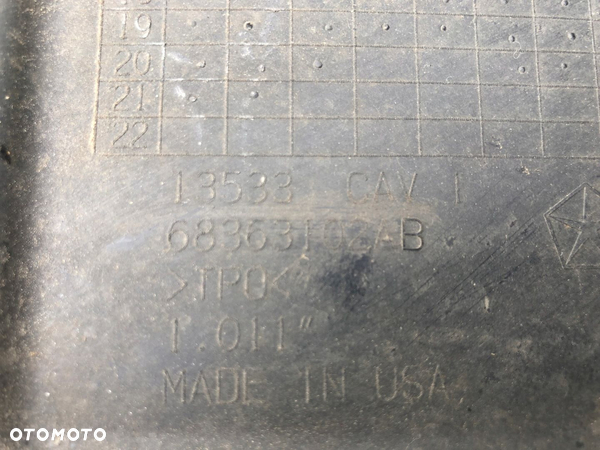 19
20
21
22
13533 CAV 1
68363102AB
>TPO<
1.011"
MADE IN USA.
OTOMOTO